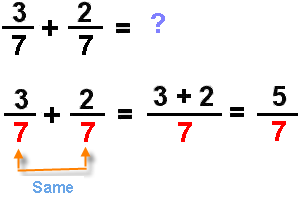 3/7 + 2/7 = ?
3/7 + 2/7 = 3 + 2/7 = 5/7
Same